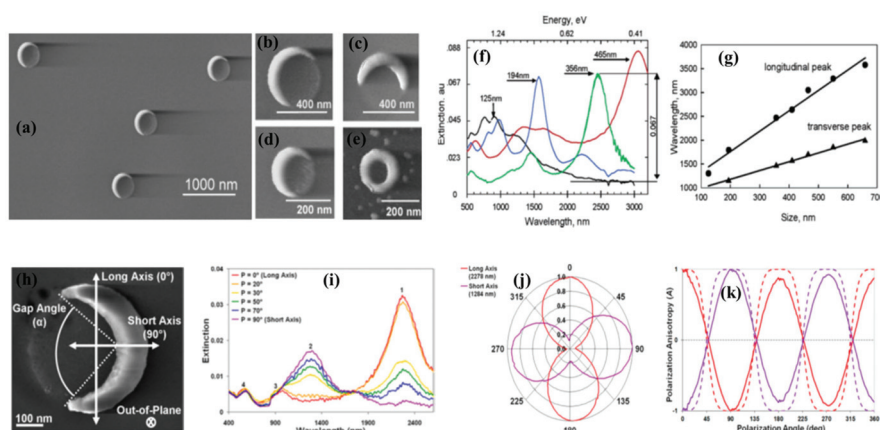 (a)
1000 nm
(b)
400 nm
(c)
400 nm
(d)
200 nm
(e)
200 nm
Energy, eV
1.24 0.62 0.41
(f)
.088
.067
.045
.023
0
Extinction. au
125nm
194nm
356nm
465nm
0.067
500 1000 1500 2000 2500 3000
Wavelength, nm
(g)
4000
3500
3000
2500
2000
1500
1000
Wavelength, nm
longitudinal peak
transverse peak
100 200 300 400 500 600 700
Size, nm
(h)
Long Axis (0°)
Gap Angle
(α)
Short Axis
(90°)
Out-of-Plane
100 nm
(i)
0.04
0.03
0.02
0.01
0
Extinction
P = 0° (Long Axis)
P = 20°
P = 30°
P = 50°
P = 70°
P = 90° (Short Axis)
1
2
3
4
400 900 1400 1900 2400
Wavelength (nm)
(j)
Long Axis
(2278 nm)
Short Axis
(1284 nm)
0
45
90
135
180
225
270
315
1.0
0.8
0.6
0.4
0.2
0.0
(k)
1
0
-1
Polarization Anisotropy (A)
0 45 90 135 180 225 270 315 360
Polarization Angle (deg)